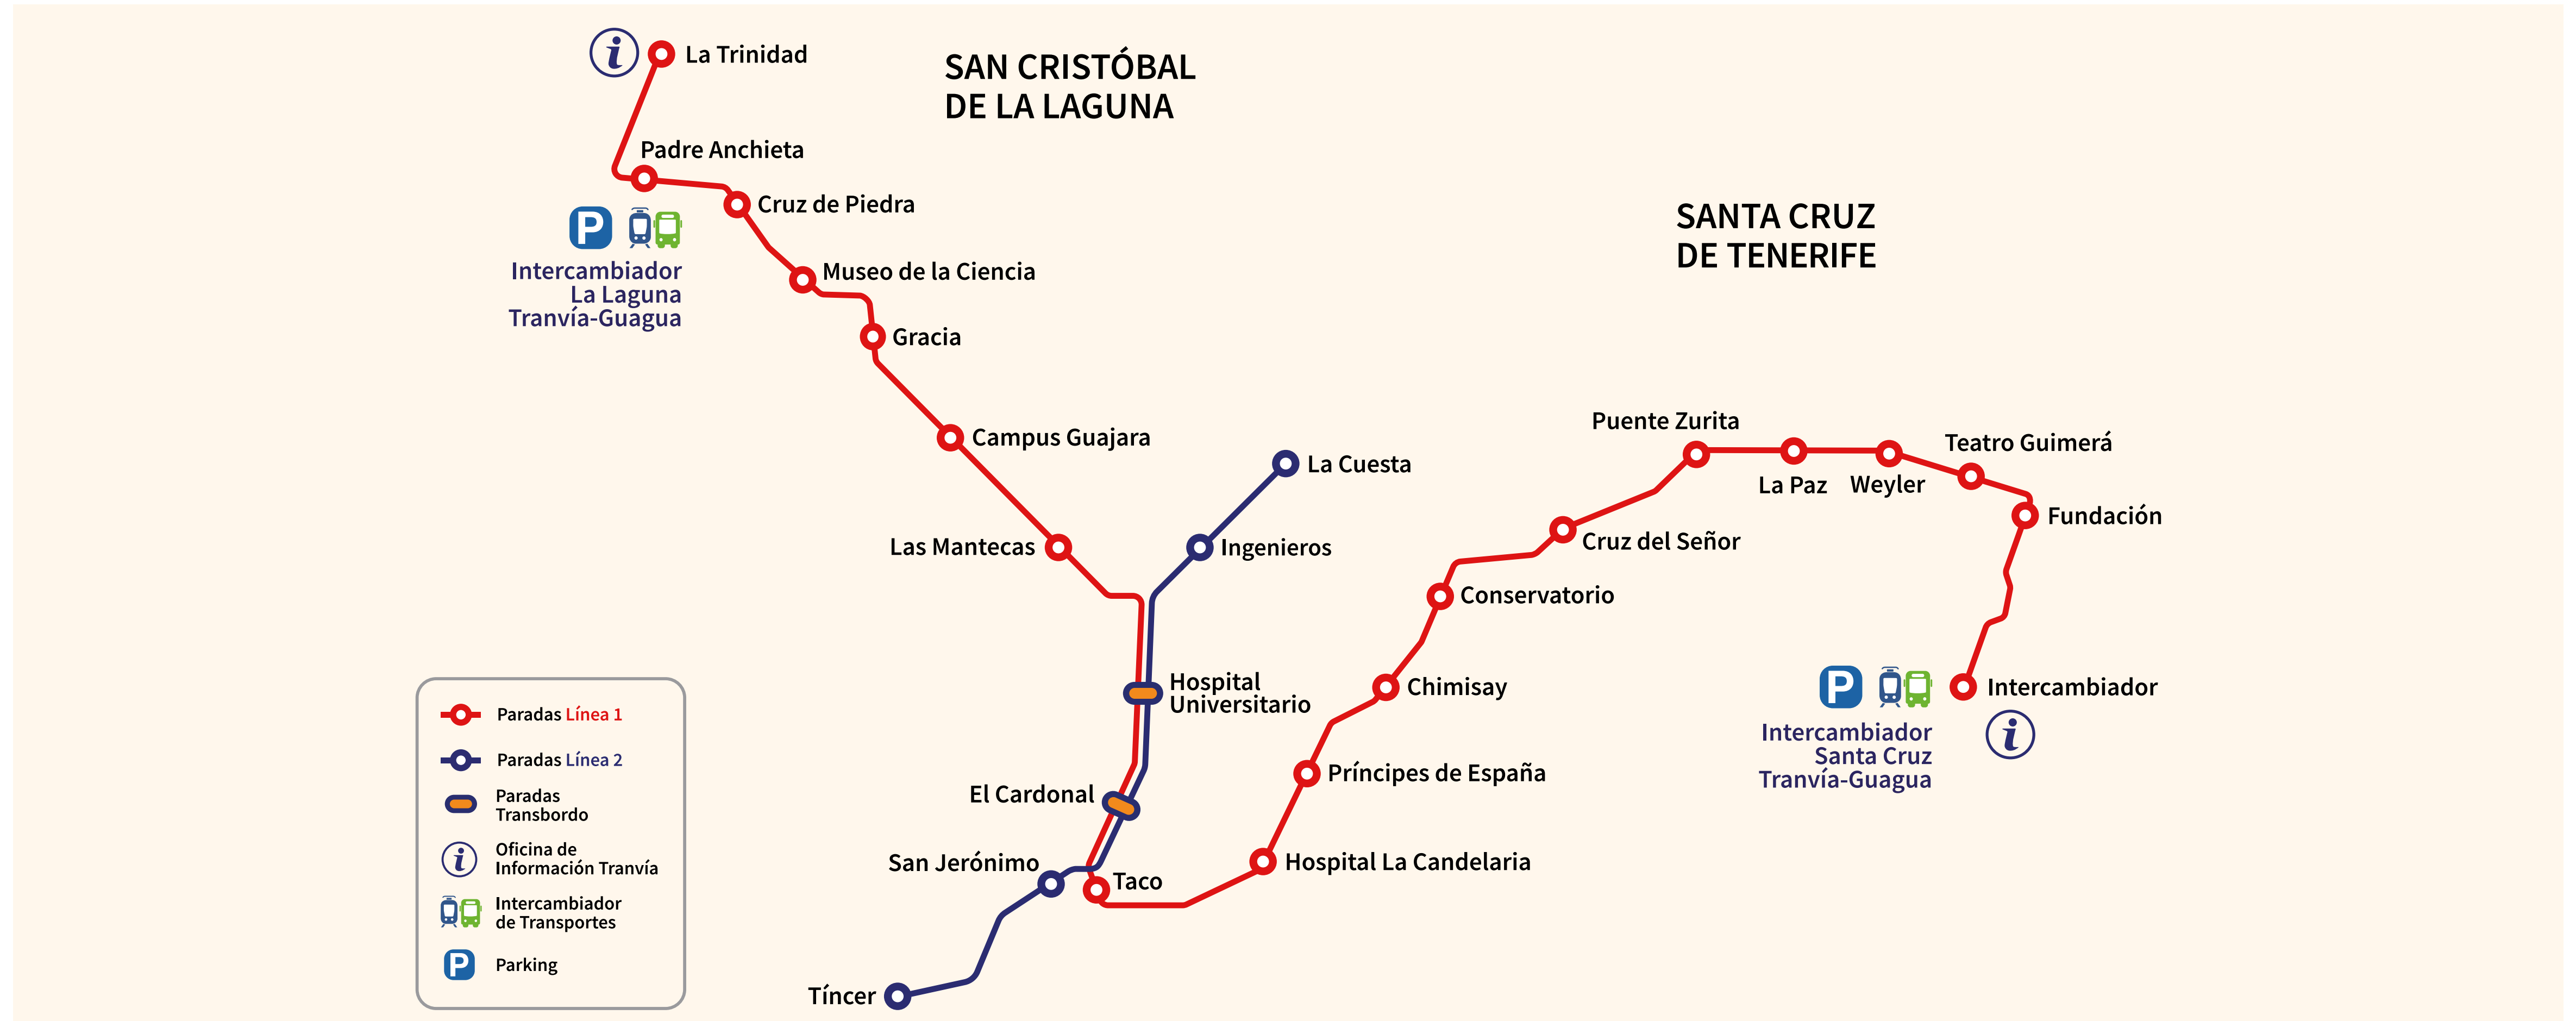 La Trinidad
SAN CRISTÓBAL
DE LA LAGUNA
Padre Anchieta
Cruz de Piedra
Intercambiador
La Laguna
Tranvía-Guagua
Museo de la Ciencia
Gracia
Campus Guajara
Las Mantecas
La Cuesta
Ingenieros
Hospital
Universitario
El Cardonal
San Jerónimo
Taco
Tíncer
SANTA CRUZ
DE TENERIFE
Puente Zurita
La Paz
Weyler
Teatro Guimerá
Fundación
Cruz del Señor
Conservatorio
Chimisay
Príncipes de España
Hospital La Candelaria
Intercambiador
Intercambiador
Santa Cruz
Tranvía-Guagua
Paradas Línea 1
Paradas Línea 2
Paradas
Transbordo
Oficina de
Información Tranvía
Intercambiador
de Transportes
P Parking
i
P
P
i
i